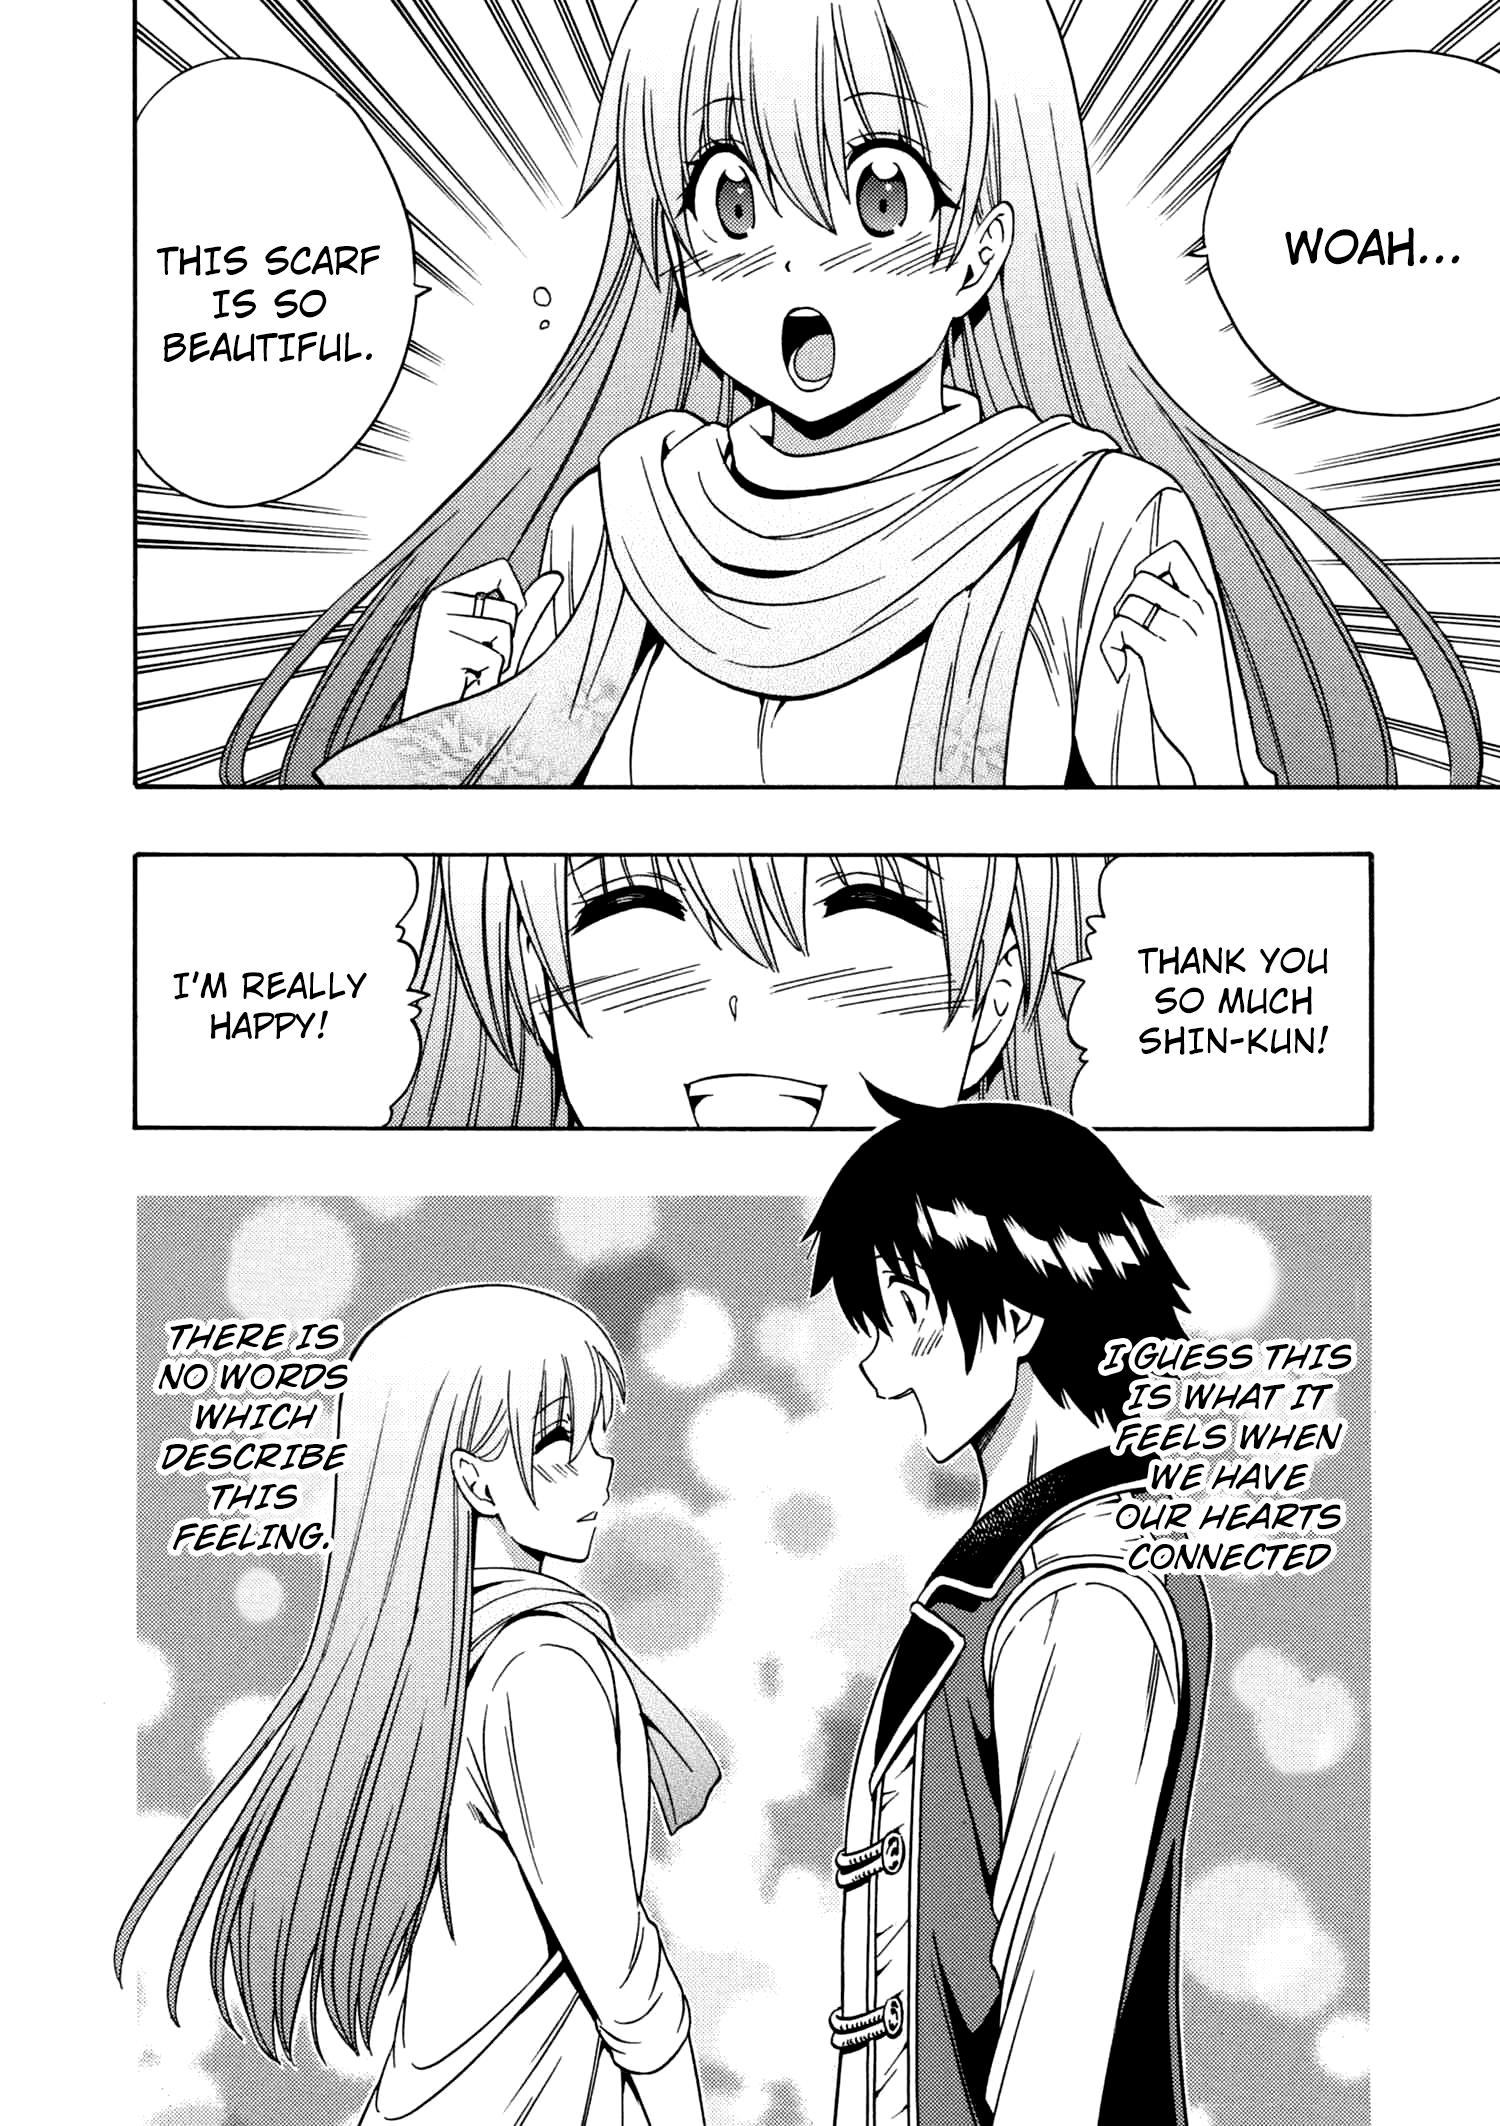 WOAH...
THIS SCARF
IS SO
BEAUTIFUL.
THANK YOU
SO MUCH
SHIN-KUN!
I'M REALLY
HAPPY!
I GUESS THIS
IS WHAT IT
FEELS WHEN
WE HAVE
OUR HEARTS
CONNECTED
THERE IS
NO WORDS
WHICH
DESCRIBE
THIS
FEELING.